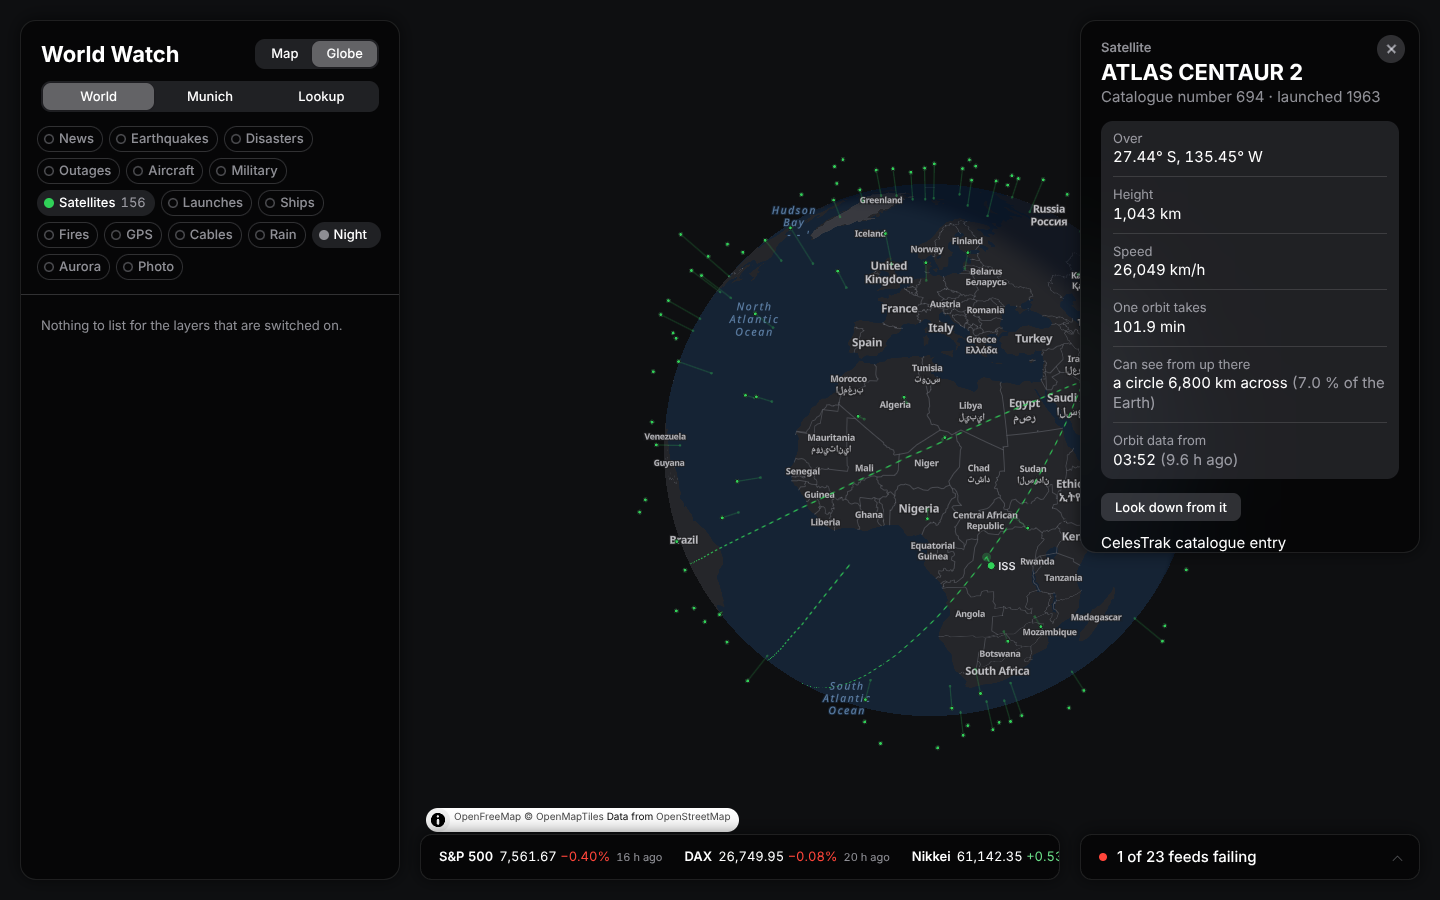 World Watch
Map
Globe
World
Munich
Lookup
News
Earthquakes
Disasters
Outages
Aircraft
Military
Satellites 156
Launches
Ships
Fires
GPS
Cables
Rain
Night
Aurora
Photo
Nothing to list for the layers that are switched on.
Greenland
Hudson
Bay
Iceland
Russia
Россия
Norway
Finland
United
Kingdom
Belarus
Беларусь
North
Atlantic
Ocean
France
Austria
Romania
Italy
Spain
Greece
Ελλάδα
Turkey
Tunisia
Morocco
Algeria
Libya
Egypt
Saudi
Venezuela
Mauritania
Guyana
Senegal
Mali
Niger
Chad
Sudan
Guinea
Liberia
Ghana
Nigeria
Central African
Republic
Brazil
Equatorial
Guinea
ISS
Rwanda
Tanzania
Angola
Mozambique
Madagascar
Botswana
South Africa
South
Atlantic
Ocean
Satellite
ATLAS CENTAUR 2
Catalogue number 694 · launched 1963
Over
27.44° S, 135.45° W
Height
1,043 km
Speed
26,049 km/h
One orbit takes
101.9 min
Can see from up there
a circle 6,800 km across (7.0 % of the
Earth)
Orbit data from
03:52 (9.6 h ago)
Look down from it
CelesTrak catalogue entry
OpenFreeMap © OpenMapTiles Data from OpenStreetMap
S&P 500 7,561.67 −0.40% 16 h ago DAX 26,749.95 −0.08% 20 h ago Nikkei 61,142.35 +0.53
1 of 23 feeds failing